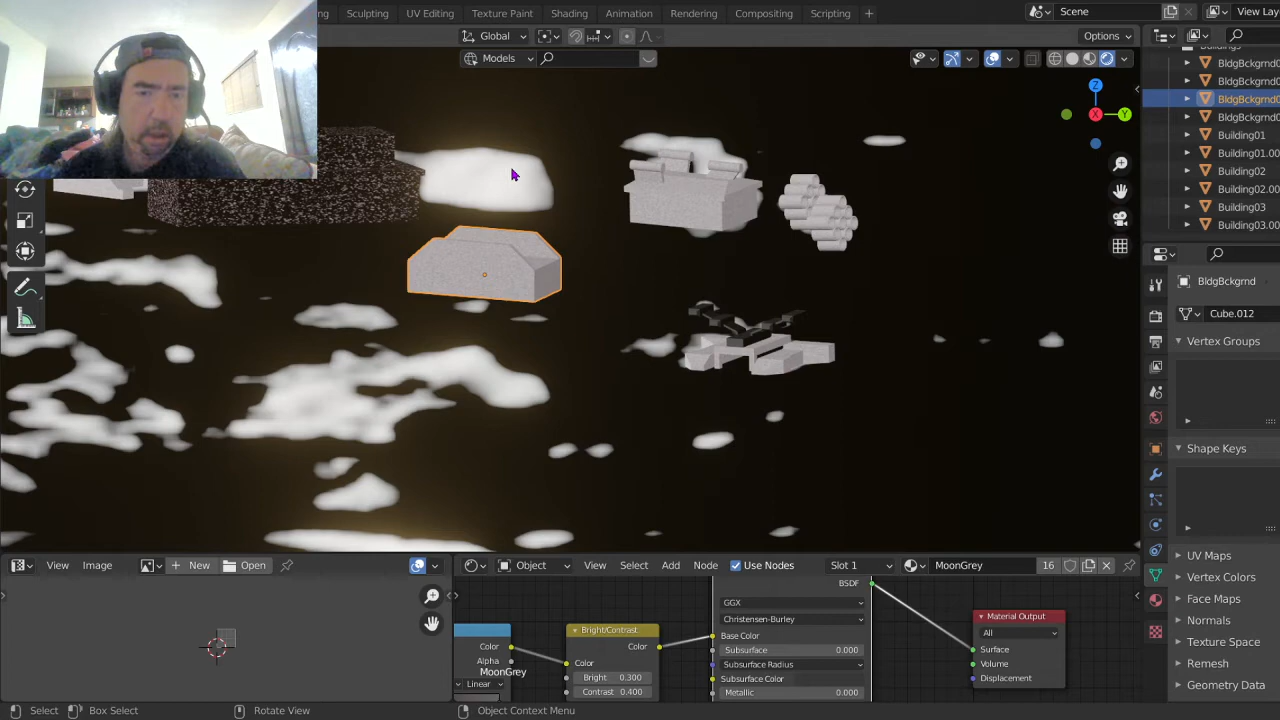 Sculpting UV Editing Texture Paint Shading Animation Rendering Compositing Scripting
Scene
View Lay
Global
Options
Models
Z
X
Y
BldgBckgrnd0
BldgBckgrnd0
BldgBckgrnd0
BldgBckgrnd0
Building01
Building01.00
Building02
Building02.00
Building03
Building03.00
BldgBckgrnd
Cube.012
Vertex Groups
Shape Keys
UV Maps
Vertex Colors
Face Maps
Normals
Texture Space
Remesh
Geometry Data
View Image New Open
Object View Select Add Node Use Nodes Slot 1 MoonGrey 16
Color
Alpha
MoonGrey
Linear
Bright/Contrast
Color
Color
Bright 0.300
Contrast 0.400
BSDF
GGX
Christensen-Burley
Base Color
Subsurface 0.000
Subsurface Radius
Subsurface Color
Metallic 0.000
Material Output
All
Surface
Volume
Displacement
Select Box Select Rotate View Object Context Menu